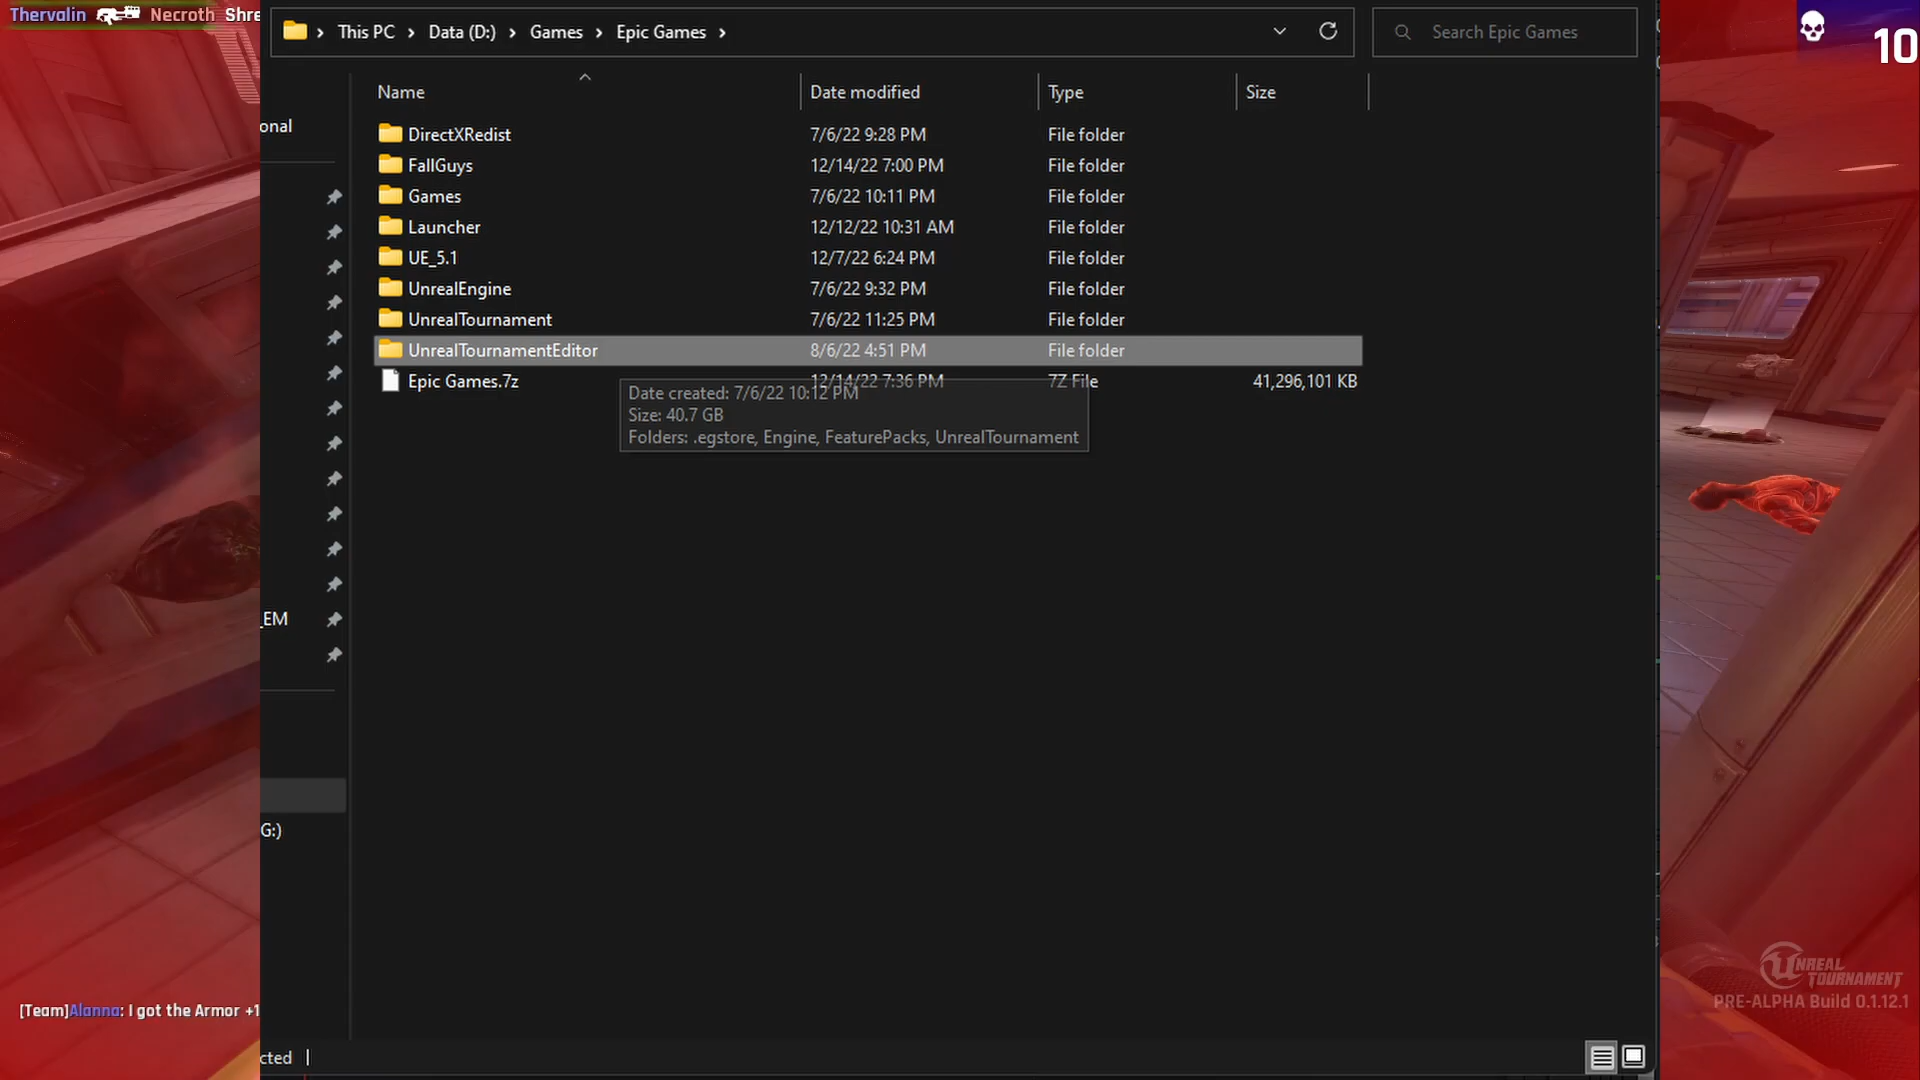 Thervalin Necroth Shre
This PC Data (D:) Games Epic Games
Search Epic Games
10
Name Date modified Type Size
onal
DirectXRedist 7/6/22 9:28 PM File folder
FallGuys 12/14/22 7:00 PM File folder
Games 7/6/22 10:11 PM File folder
Launcher 12/12/22 10:31 AM File folder
UE_5.1 12/7/22 6:24 PM File folder
UnrealEngine 7/6/22 9:32 PM File folder
UnrealTournament 7/6/22 11:25 PM File folder
UnrealTournamentEditor 8/6/22 4:51 PM File folder
Epic Games.7z 12/14/22 7:36 PM 7Z File 41,296,101 KB
Date created: 7/6/22 10:12 PM
Size: 40.7 GB
Folders: .egstore, Engine, FeaturePacks, UnrealTournament
_EM
G:)
UNREAL
TOURNAMENT
PRE-ALPHA Build 0.1.12.1
[Team]Alanna: I got the Armor +1
cted